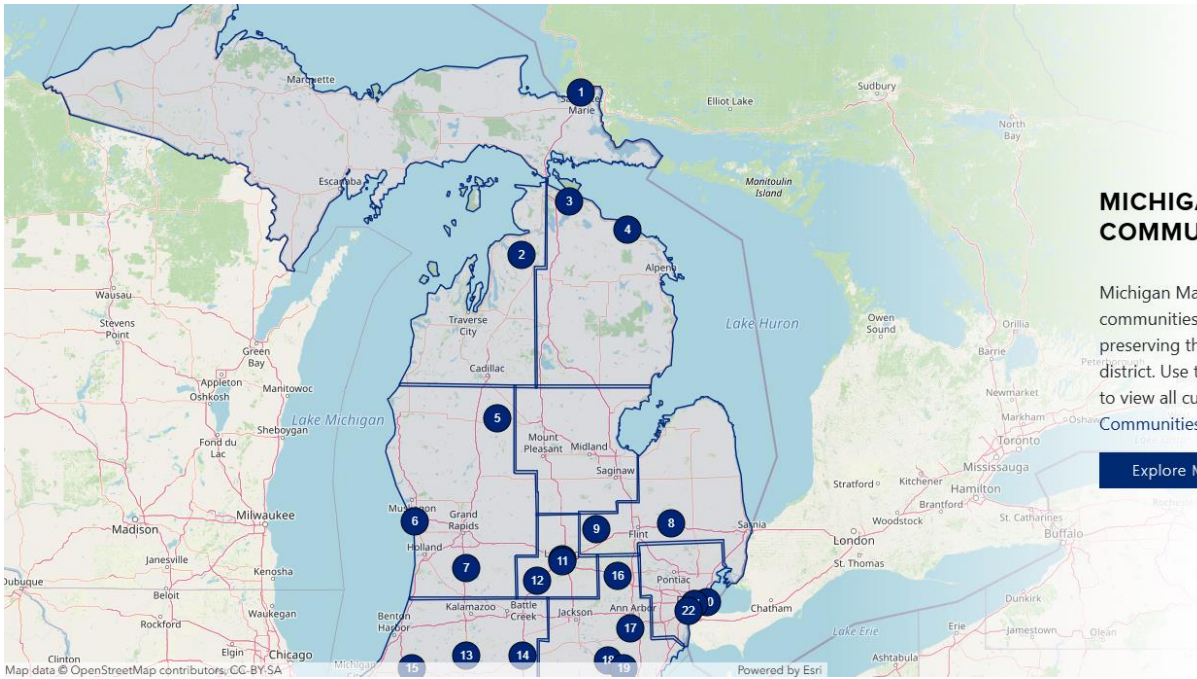 Marquette
1
Marie
Elliot Lake
Sudbury
North
Bay
Escanaba
Manitoulin
Island
3
4
2
Alpena
Wausau
Stevens
Point
Traverse
City
Lake Huron
Owen
Sound
Orillia
Barrie
Peterborough
Green
Bay
Cadillac
Appleton
Oshkosh
Manitowoc
Lake Michigan
5
Newmarket
Markham
Oshawa
Toronto
Fond du
Lac
Sheboygan
Mount
Pleasant
Midland
Saginaw
Mississauga
Stratford
Kitchener
Hamilton
Brantford
Muskegon
6
Grand
Rapids
9
Flint
8
Sarnia
Woodstock
St. Catharines
Buffalo
Madison
Milwaukee
Holland
London
St. Thomas
Janesville
Kenosha
7
11
12
16
Pontiac
Dubuque
Beloit
Rockford
Waukegan
Benton
Harbor
Kalamazoo
Battle
Creek
Jackson
Ann Arbor
22
Chatham
Dunkirk
Jamestown
Olean
Elgin
Chicago
17
Lake Erie
Erie
Clinton
Michigan
15
13
14
18
19
Ashtabula
MICHIGA
COMMU
Michigan Ma
communities
preserving th
district. Use t
to view all cu
Communities
Explore M
Map data © OpenStreetMap contributors, CC-BY-SA
Powered by Esri